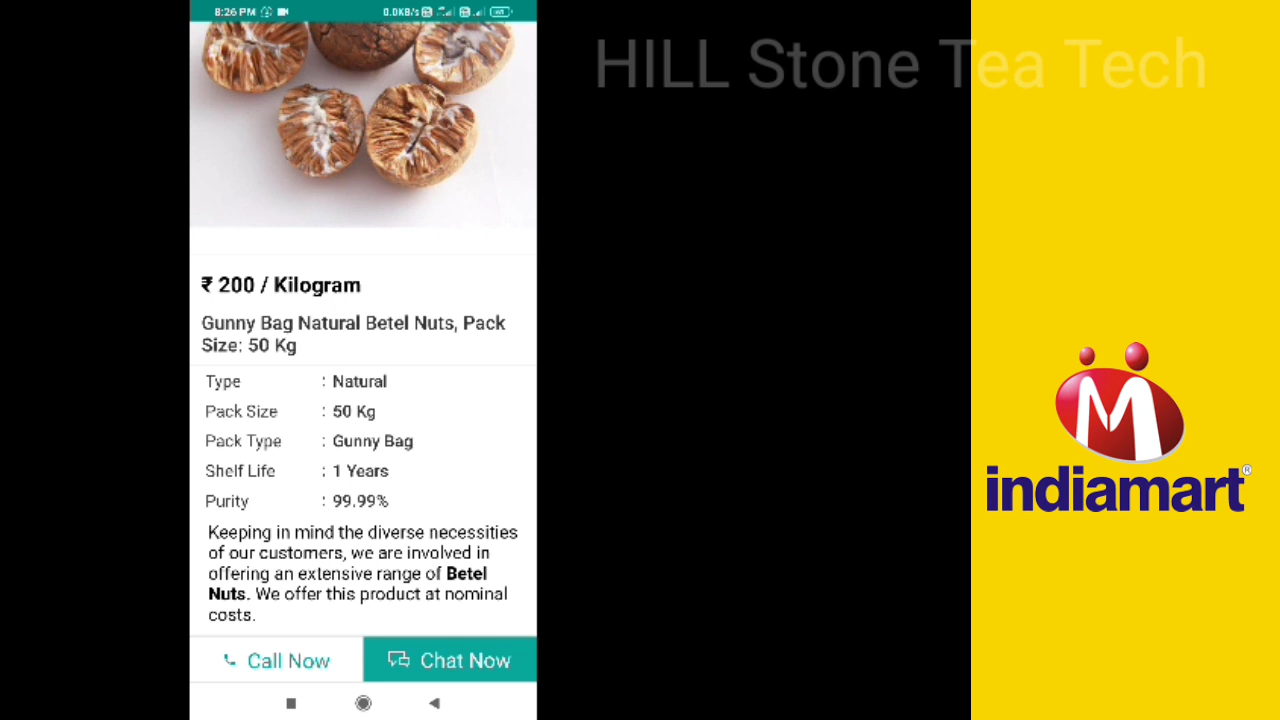 8:26 PM
0.0KB/s
HILL Stone Tea Tech
₹ 200 / Kilogram
Gunny Bag Natural Betel Nuts, Pack
Size: 50 Kg
Type : Natural
Pack Size : 50 Kg
Pack Type : Gunny Bag
Shelf Life : 1 Years
Purity : 99.99%
Keeping in mind the diverse necessities
of our customers, we are involved in
offering an extensive range of Betel
Nuts. We offer this product at nominal
costs.
Call Now
Chat Now
indiamart®